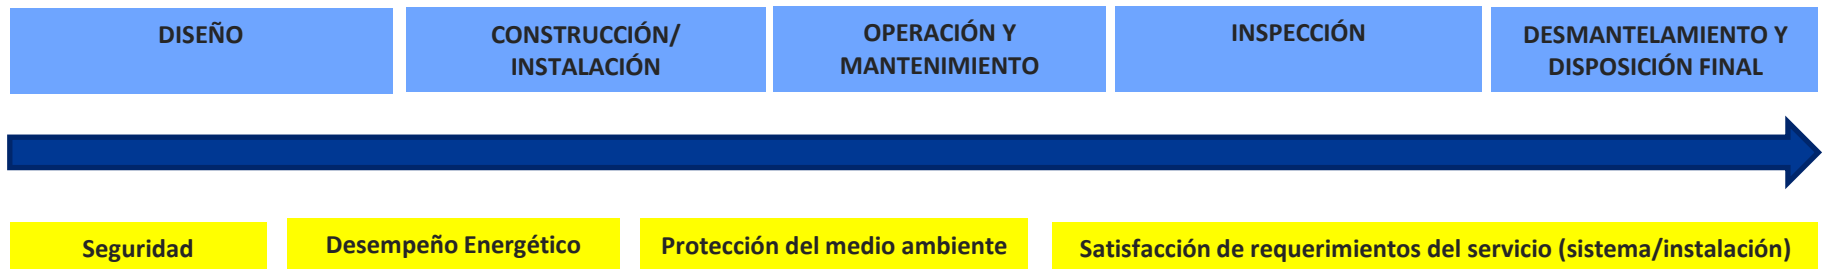 DISEÑO
CONSTRUCCIÓN/
INSTALACIÓN
OPERACIÓN Y
MANTENIMIENTO
INSPECCIÓN
DESMANTELAMIENTO Y
DISPOSICIÓN FINAL
Seguridad
Desempeño Energético
Protección del medio ambiente
Satisfacción de requerimientos del servicio (sistema/instalación)